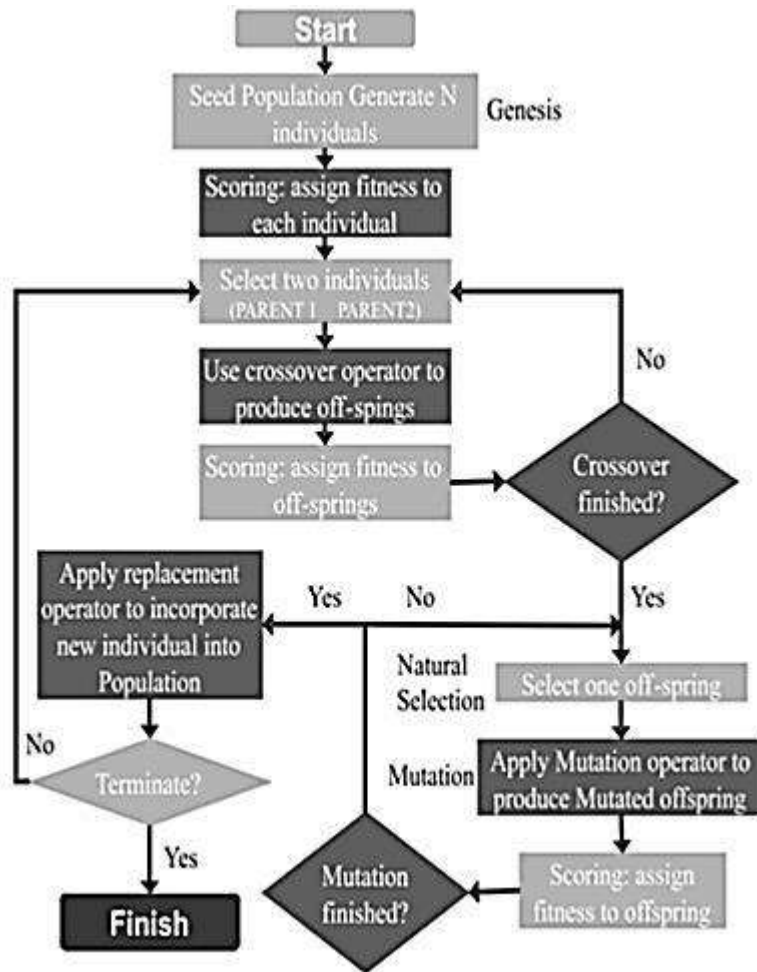 Start
Seed Population Generate N
individuals
Genesis
Scoring: assign fitness to
each individual
Select two individuals
(PARENT 1 PARENT2)
Use crossover operator to
produce off-spings
No
Scoring: assign fitness to
off-springs
Crossover
finished?
Apply replacement
operator to incorporate
new individual into
Population
Yes
No
Yes
Natural
Selection
Select one off-spring
No
Terminate?
Mutation
Apply Mutation operator to
produce Mutated offspring
Yes
Mutation
finished?
Scoring: assign
fitness to offspring
Finish